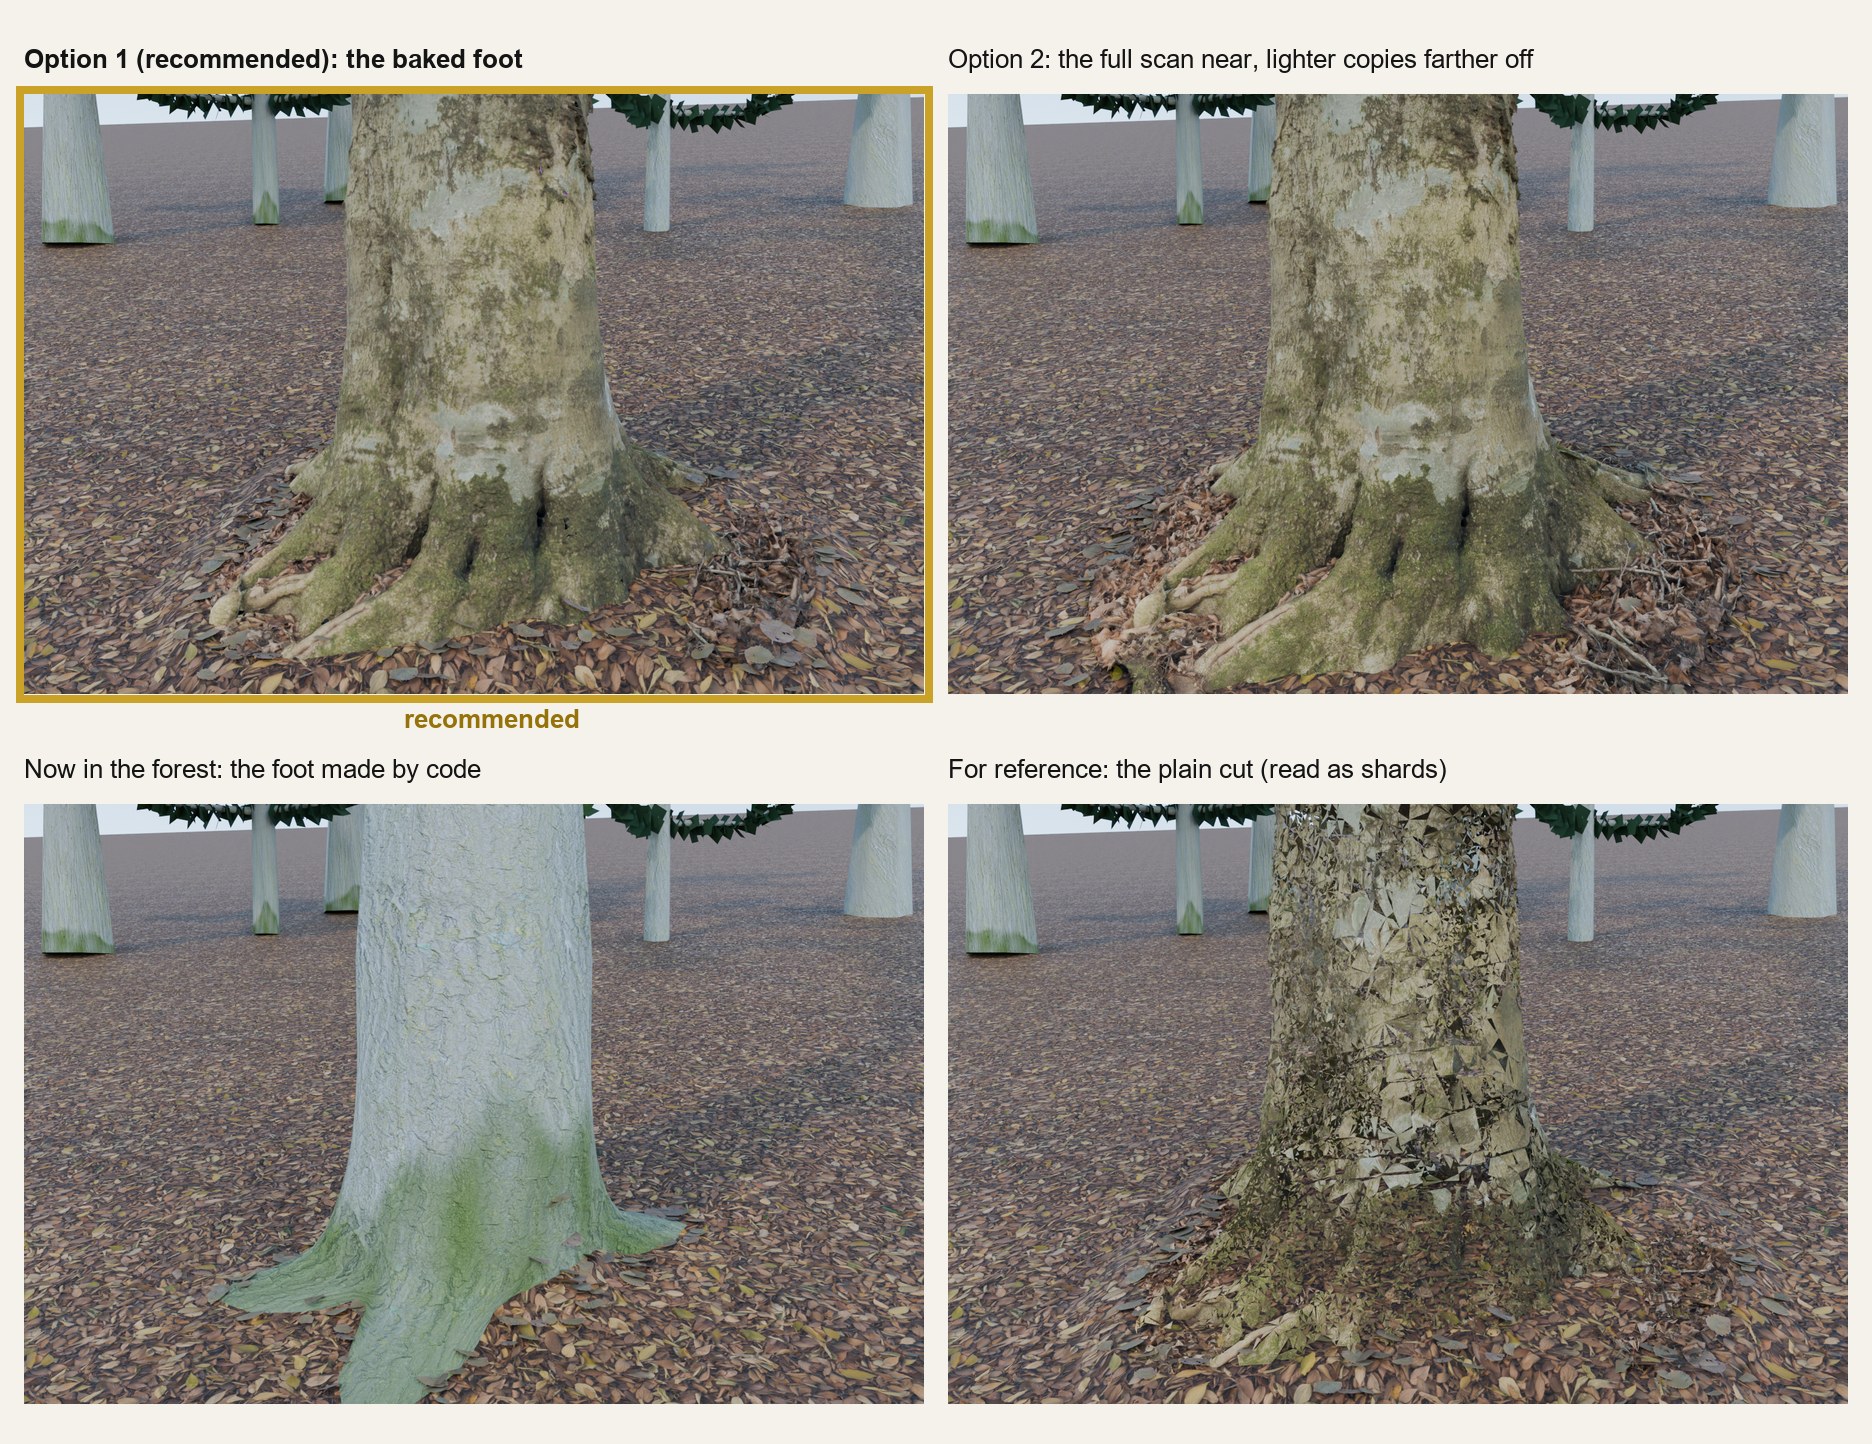 Option 1 (recommended): the baked foot
Option 2: the full scan near, lighter copies farther off
recommended
Now in the forest: the foot made by code
For reference: the plain cut (read as shards)